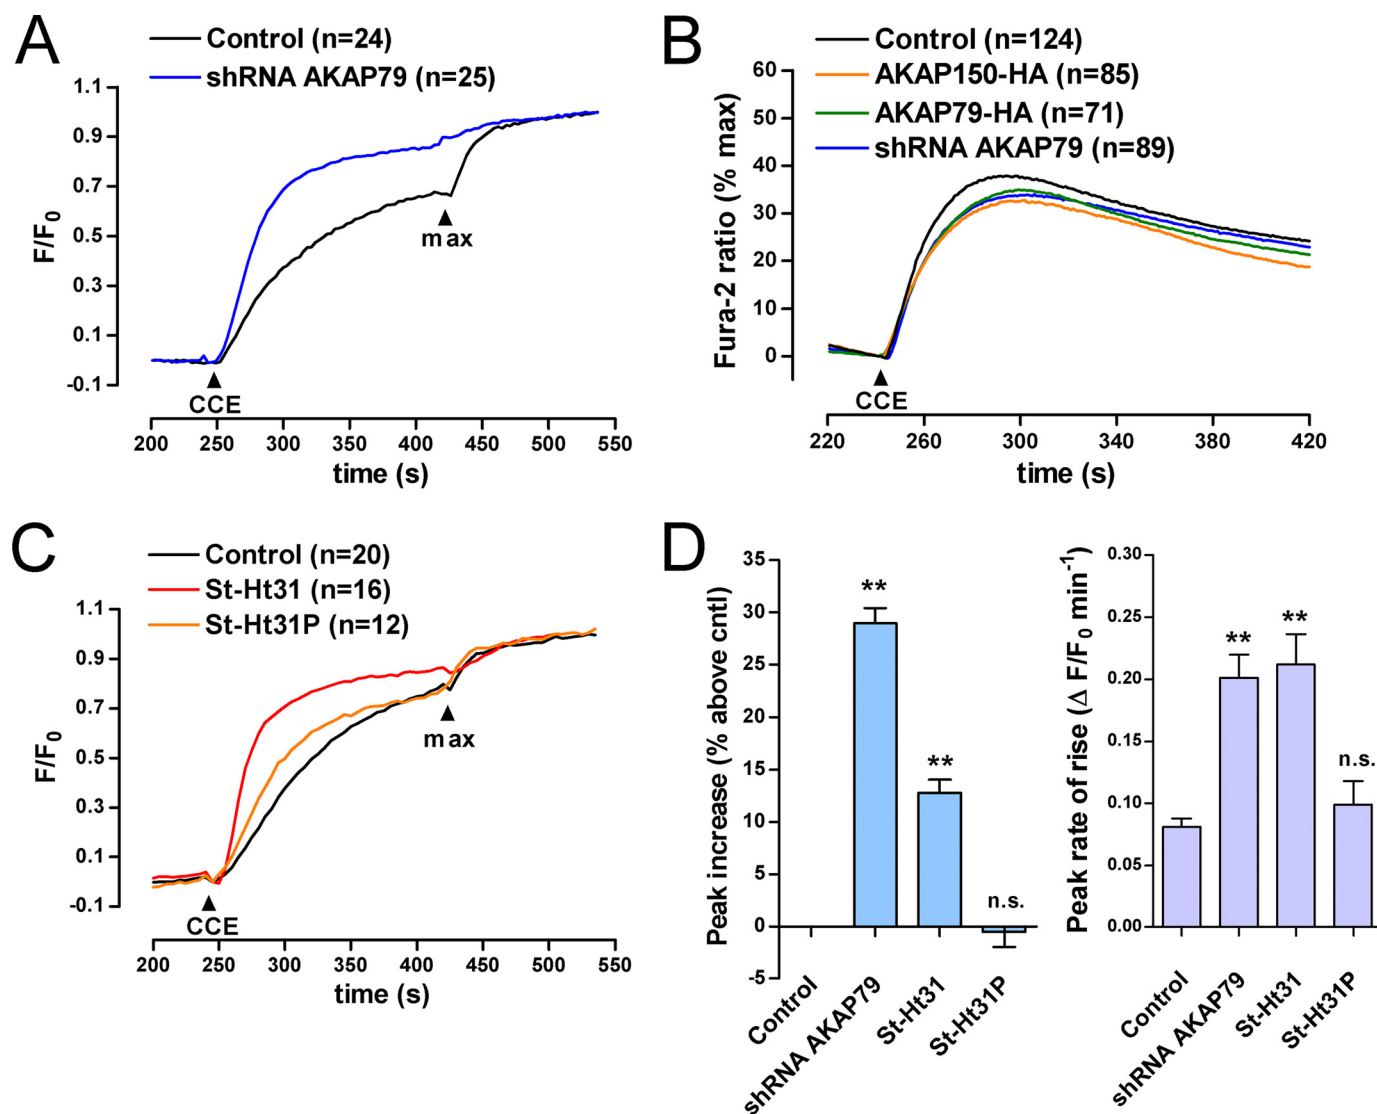 A
Control (n=24)
shRNA AKAP79 (n=25)
F/F0
1.1
0.9
0.7
0.5
0.3
0.1
-0.1
CCE
max
200 250 300 350 400 450 500 550
time (s)
B
Control (n=124)
AKAP150-HA (n=85)
AKAP79-HA (n=71)
shRNA AKAP79 (n=89)
Fura-2 ratio (% max)
60
50
40
30
20
10
0
CCE
220 260 300 340 380 420
time (s)
C
Control (n=20)
St-Ht31 (n=16)
St-Ht31P (n=12)
F/F0
1.1
0.9
0.7
0.5
0.3
0.1
-0.1
CCE
max
200 250 300 350 400 450 500 550
time (s)
D
Peak increase (% above cntl)
35
30
25
20
15
10
5
0
-5
**
**
n.s.
Control
shRNA AKAP79
St-Ht31
St-Ht31P
Peak rate of rise (Δ F/F0 min-1)
0.30
0.25
0.20
0.15
0.10
0.05
0.00
**
**
n.s.
Control
shRNA AKAP79
St-Ht31
St-Ht31P